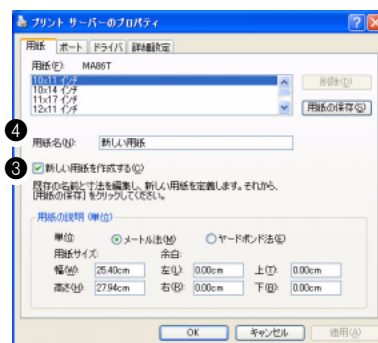 プリント サーバーのプロパティ
用紙 ポート ドライバ 詳細設定
用紙(F): MA86T
10x11 インチ
10x14 インチ
11x17 インチ
12x11 インチ
削除(D)
用紙の保存(S)
4
用紙名(N): 新しい用紙
3
新しい用紙を作成する(C)
既存の名前と寸法を編集し、新しい用紙を定義します。それから、
[用紙の保存] をクリックしてください。
用紙の説明 (単位)
単位: メートル法(M) ヤードポンド法(E)
用紙サイズ: 余白:
幅(W): 25.40cm 左(L): 0.00cm 上(T): 0.00cm
高さ(H): 27.94cm 右(R): 0.00cm 下(B): 0.00cm
OK キャンセル 適用(A)